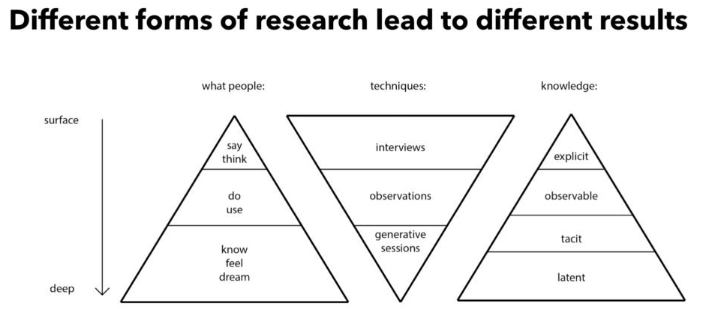 Different forms of research lead to different results
what people:
techniques:
knowledge:
surface
say
think
interviews
explicit
do
use
observations
observable
know
feel
dream
generative
sessions
tacit
latent
deep